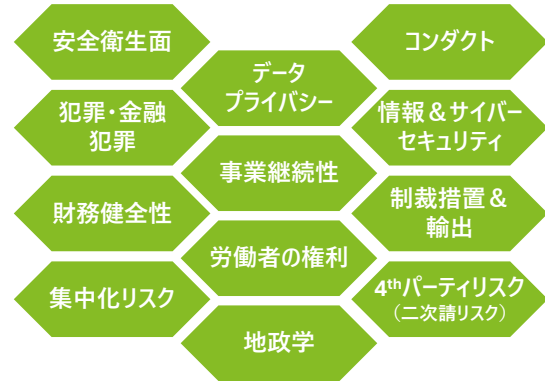 安全衛生面
コンダクト
データ
プライバシー
犯罪・金融
犯罪
情報＆サイバー
セキュリティ
事業継続性
財務健全性
制裁措置＆
輸出
労働者の権利
集中化リスク
4thパーティリスク
（二次請リスク）
地政学